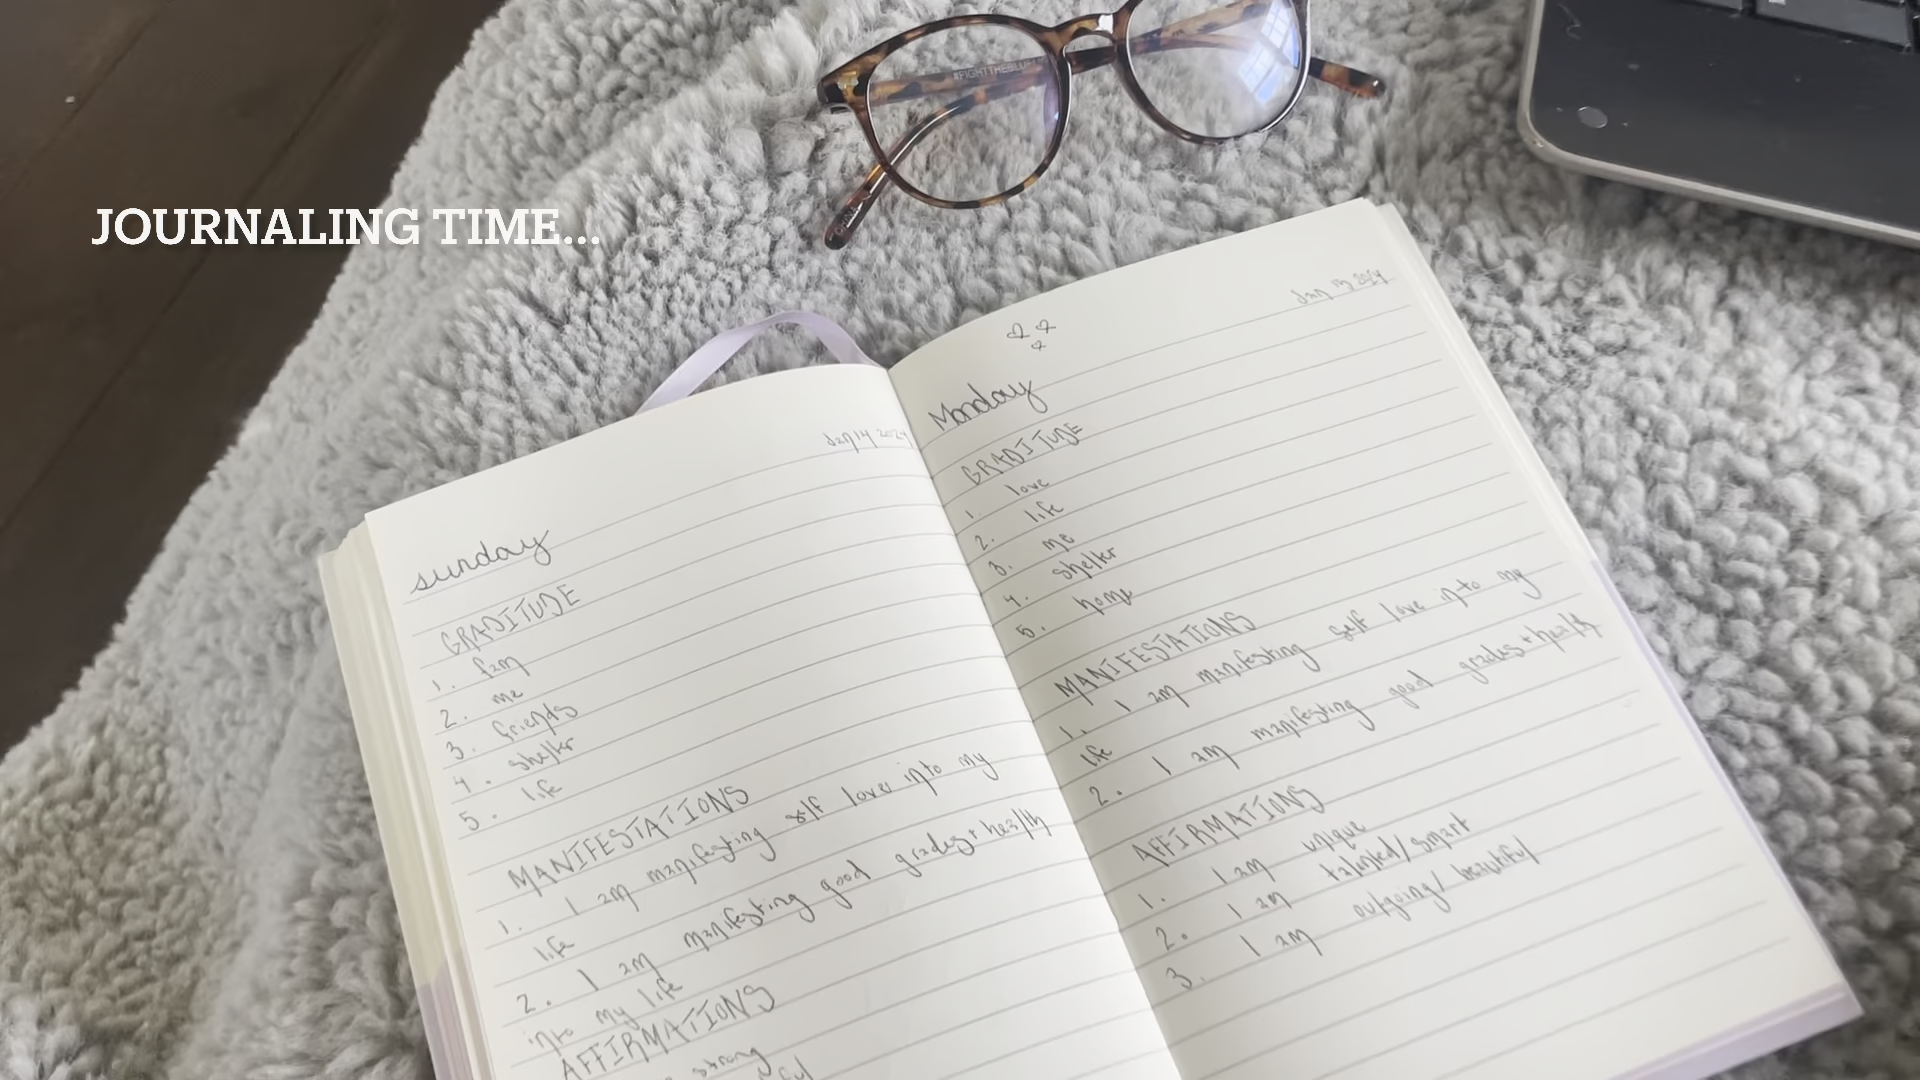 JOURNALING TIME...
#FIGHTTHEBLUE
Jan 14 2024
sunday
GRADITUDE
1. fam
2. me
3. friends
4. shelter
5. life
MANIFESTATIONS
1. I am manifesting self love into my
life
2. I am manifesting good grades + health
into my life
AFFIRMATIONS
strong
Jan 15 2024
Monday
GRADITUDE
1. love
2. life
3. me
4. shelter
5. home
MANIFESTATIONS
1. I am manifesting self love into my
life
2. I am manifesting good grades + health
AFFIRMATIONS
1. I am unique
2. I am talented/smart
3. I am outgoing/beautiful